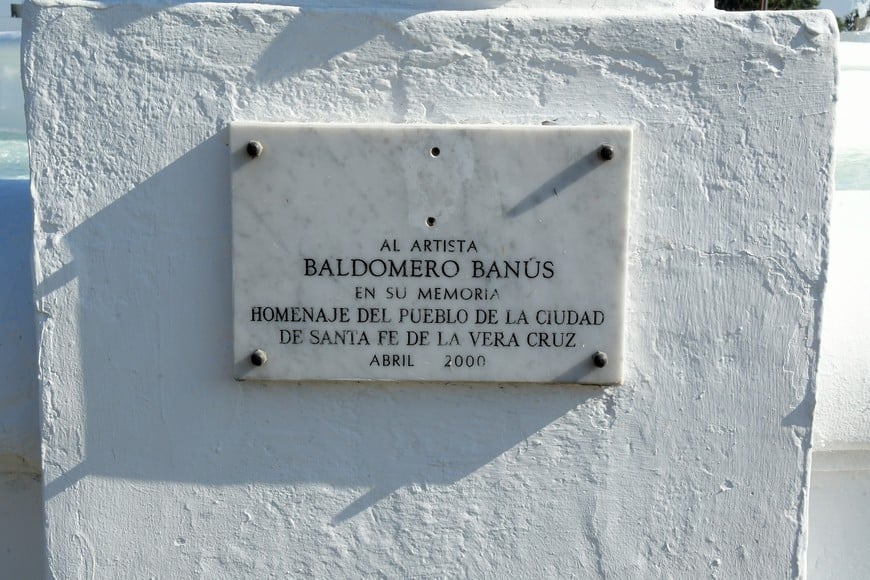 AL ARTISTA
BALDOMERO BANÚS
EN SU MEMORIA
HOMENAJE DEL PUEBLO DE LA CIUDAD
DE SANTA FE DE LA VERA CRUZ
ABRIL 2000